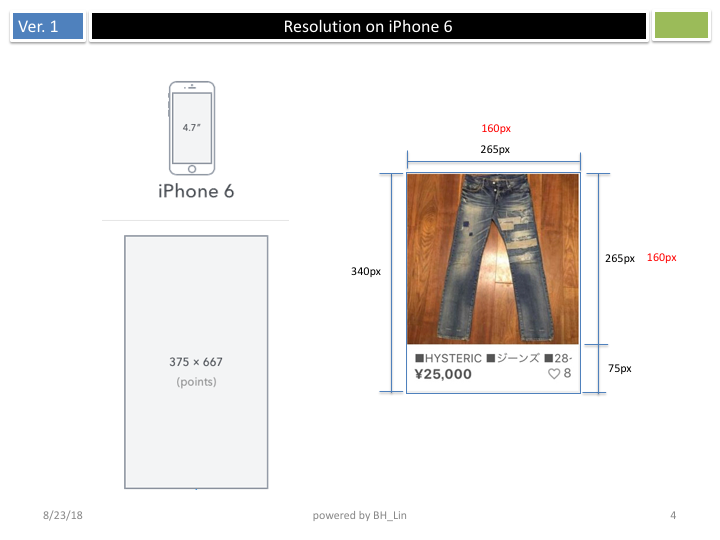 Ver. 1
Resolution on iPhone 6
4.7"
iPhone 6
375 × 667
(points)
160px
265px
340px
265px
160px
■HYSTERIC ■ジーンズ ■28-
¥25,000
♡ 8
75px
8/23/18
powered by BH_Lin
4